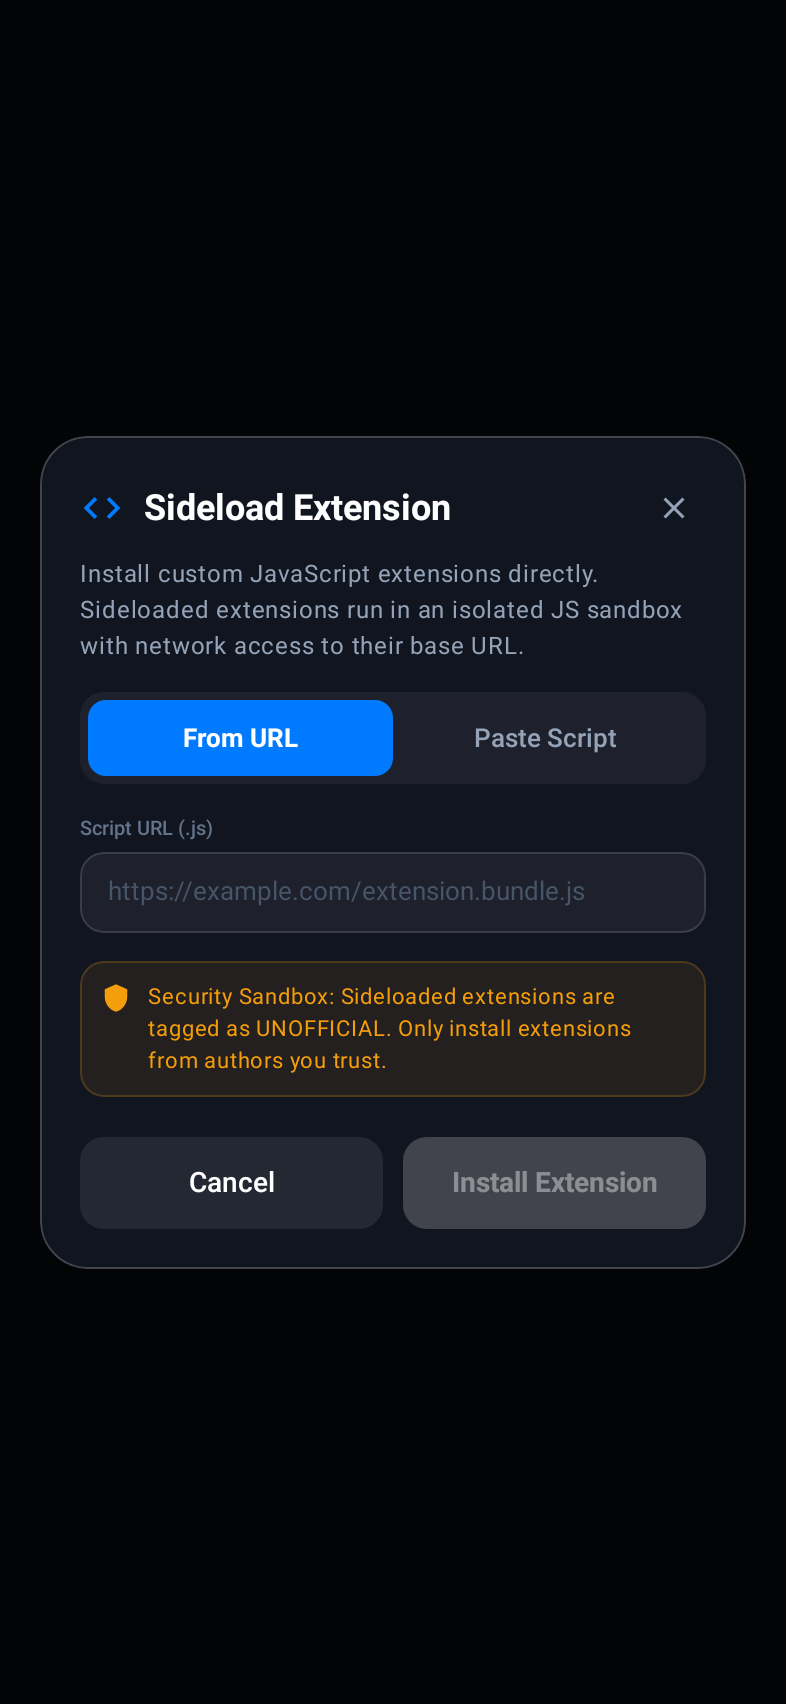 Sideload Extension
Install custom JavaScript extensions directly.
Sideloaded extensions run in an isolated JS sandbox
with network access to their base URL.
From URL
Paste Script
Script URL (.js)
https://example.com/extension.bundle.js
Security Sandbox: Sideloaded extensions are
tagged as UNOFFICIAL. Only install extensions
from authors you trust.
Cancel
Install Extension